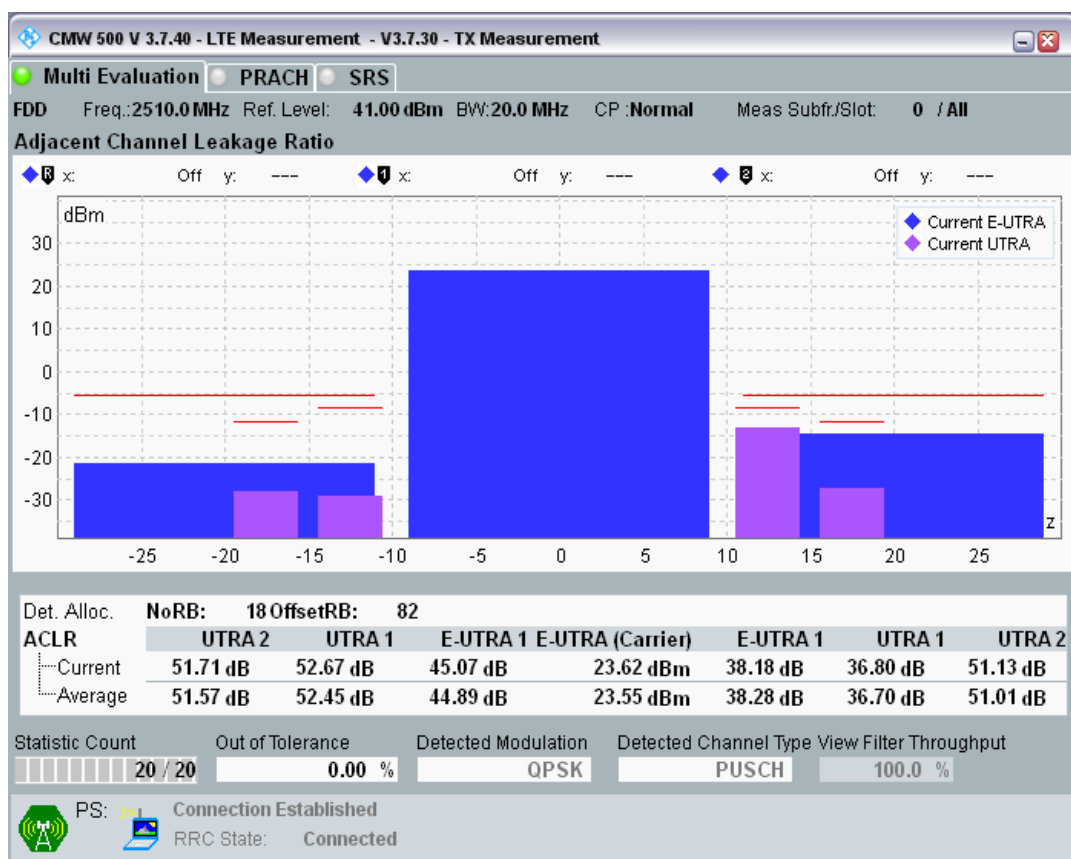 CMW 500 V 3.7.40 - LTE Measurement - V3.7.30 - TX Measurement
Multi Evaluation PRACH SRS
FDD Freq.:2510.0 MHz Ref. Level: 41.00 dBm BW:20.0 MHz CP :Normal Meas Subfr./Slot: 0 / All
Adjacent Channel Leakage Ratio
R x: Off y: --- 1 x: Off y: --- 2 x: Off y: ---
dBm
Current E-UTRA
Current UTRA
30
20
10
0
-10
-20
-30
z
-25 -20 -15 -10 -5 0 5 10 15 20 25
Det. Alloc. NoRB: 18 OffsetRB: 82
ACLR UTRA 2 UTRA 1 E-UTRA 1 E-UTRA (Carrier) E-UTRA 1 UTRA 1 UTRA 2
Current 51.71 dB 52.67 dB 45.07 dB 23.62 dBm 38.18 dB 36.80 dB 51.13 dB
Average 51.57 dB 52.45 dB 44.89 dB 23.55 dBm 38.28 dB 36.70 dB 51.01 dB
Statistic Count Out of Tolerance Detected Modulation Detected Channel Type View Filter Throughput
20 / 20 0.00 % QPSK PUSCH 100.0 %
PS: Connection Established
RRC State: Connected